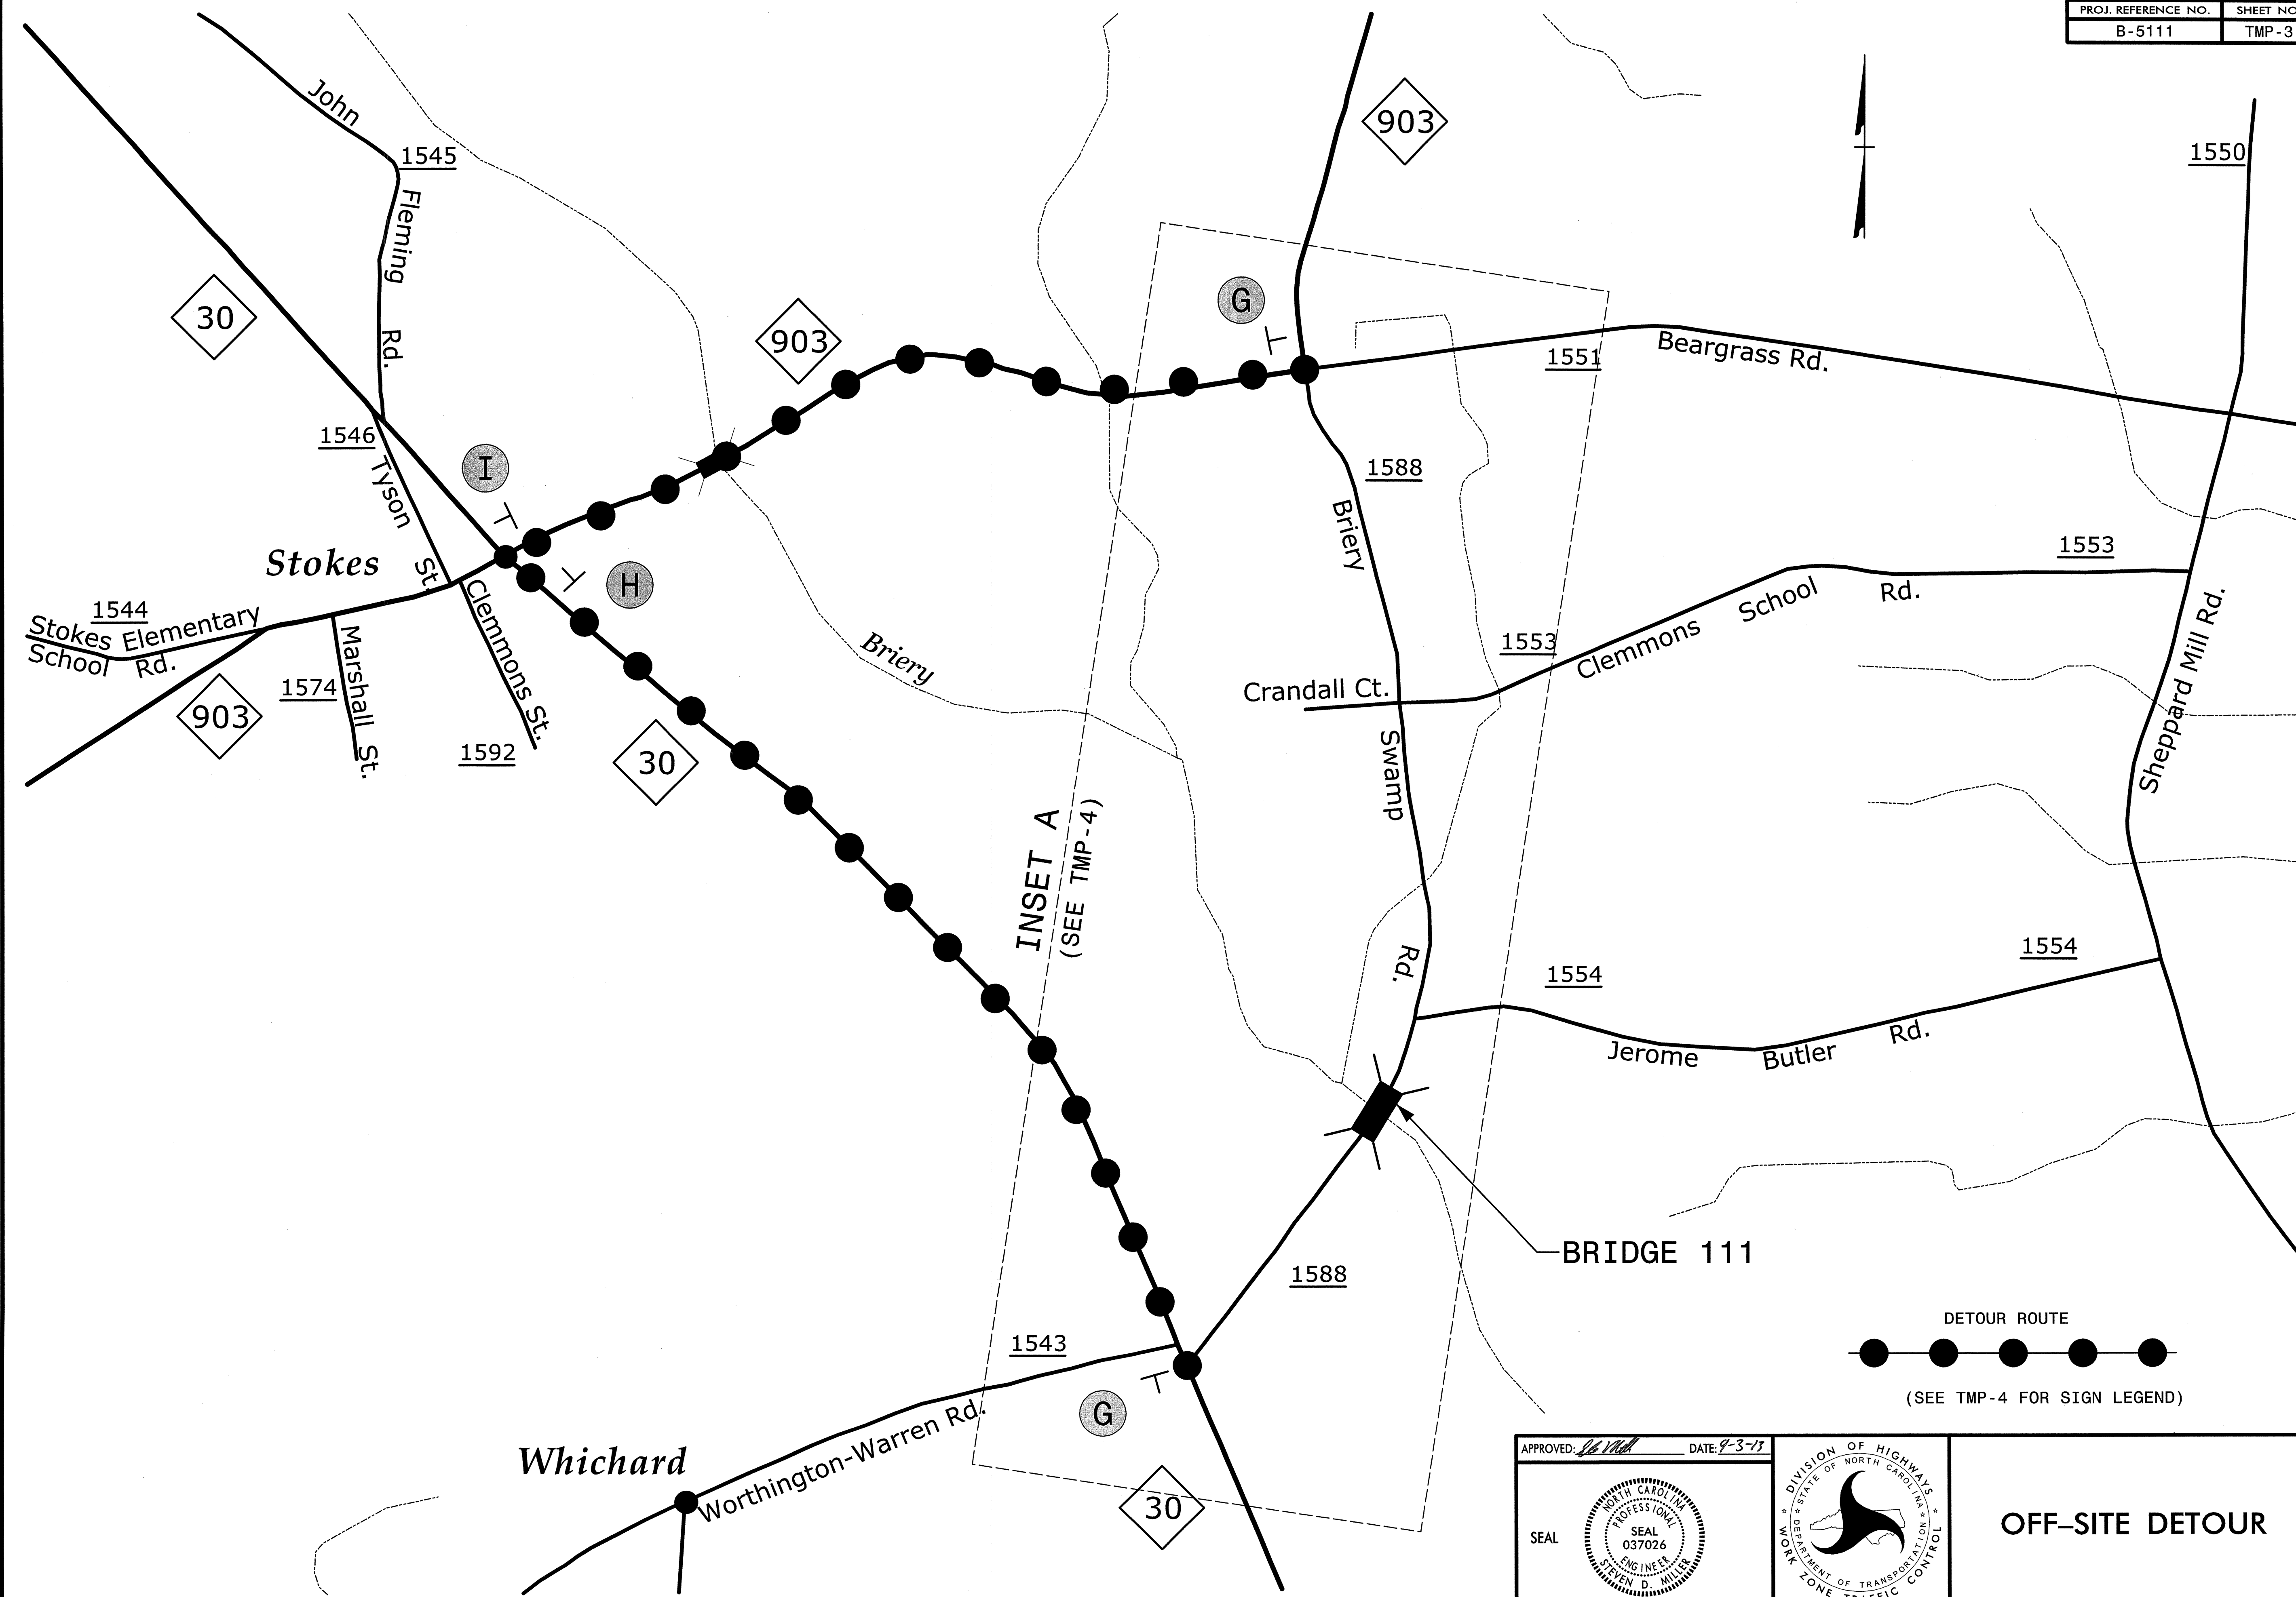 PROJ. REFERENCE NO. SHEET NO
B-5111 TMP-3
John
1545
Fleming
Rd.
903
1550
30
903
G
1551
Beargrass Rd.
1546
Tyson
St.
I
1588
Briery
Stokes
H
1553
1544
Stokes Elementary
School Rd.
Clemmons St.
Marshall St.
1574
903
1592
30
Briery
Crandall Ct.
1553
Clemmons School Rd.
Sheppard Mill Rd.
Swamp
INSET A
(SEE TMP-4)
Rd.
1554
1554
Jerome Butler Rd.
BRIDGE 111
1588
1543
DETOUR ROUTE
(SEE TMP-4 FOR SIGN LEGEND)
G
Whichard
Worthington-Warren Rd.
30
APPROVED: DATE: 9-3-13
SEAL
NORTH CAROLINA
PROFESSIONAL
SEAL
037026
ENGINEER
STEVEN D. MILLER
DIVISION OF HIGHWAYS
STATE OF NORTH CAROLINA
DEPARTMENT OF TRANSPORTATION
WORK ZONE TRAFFIC CONTROL
OFF-SITE DETOUR